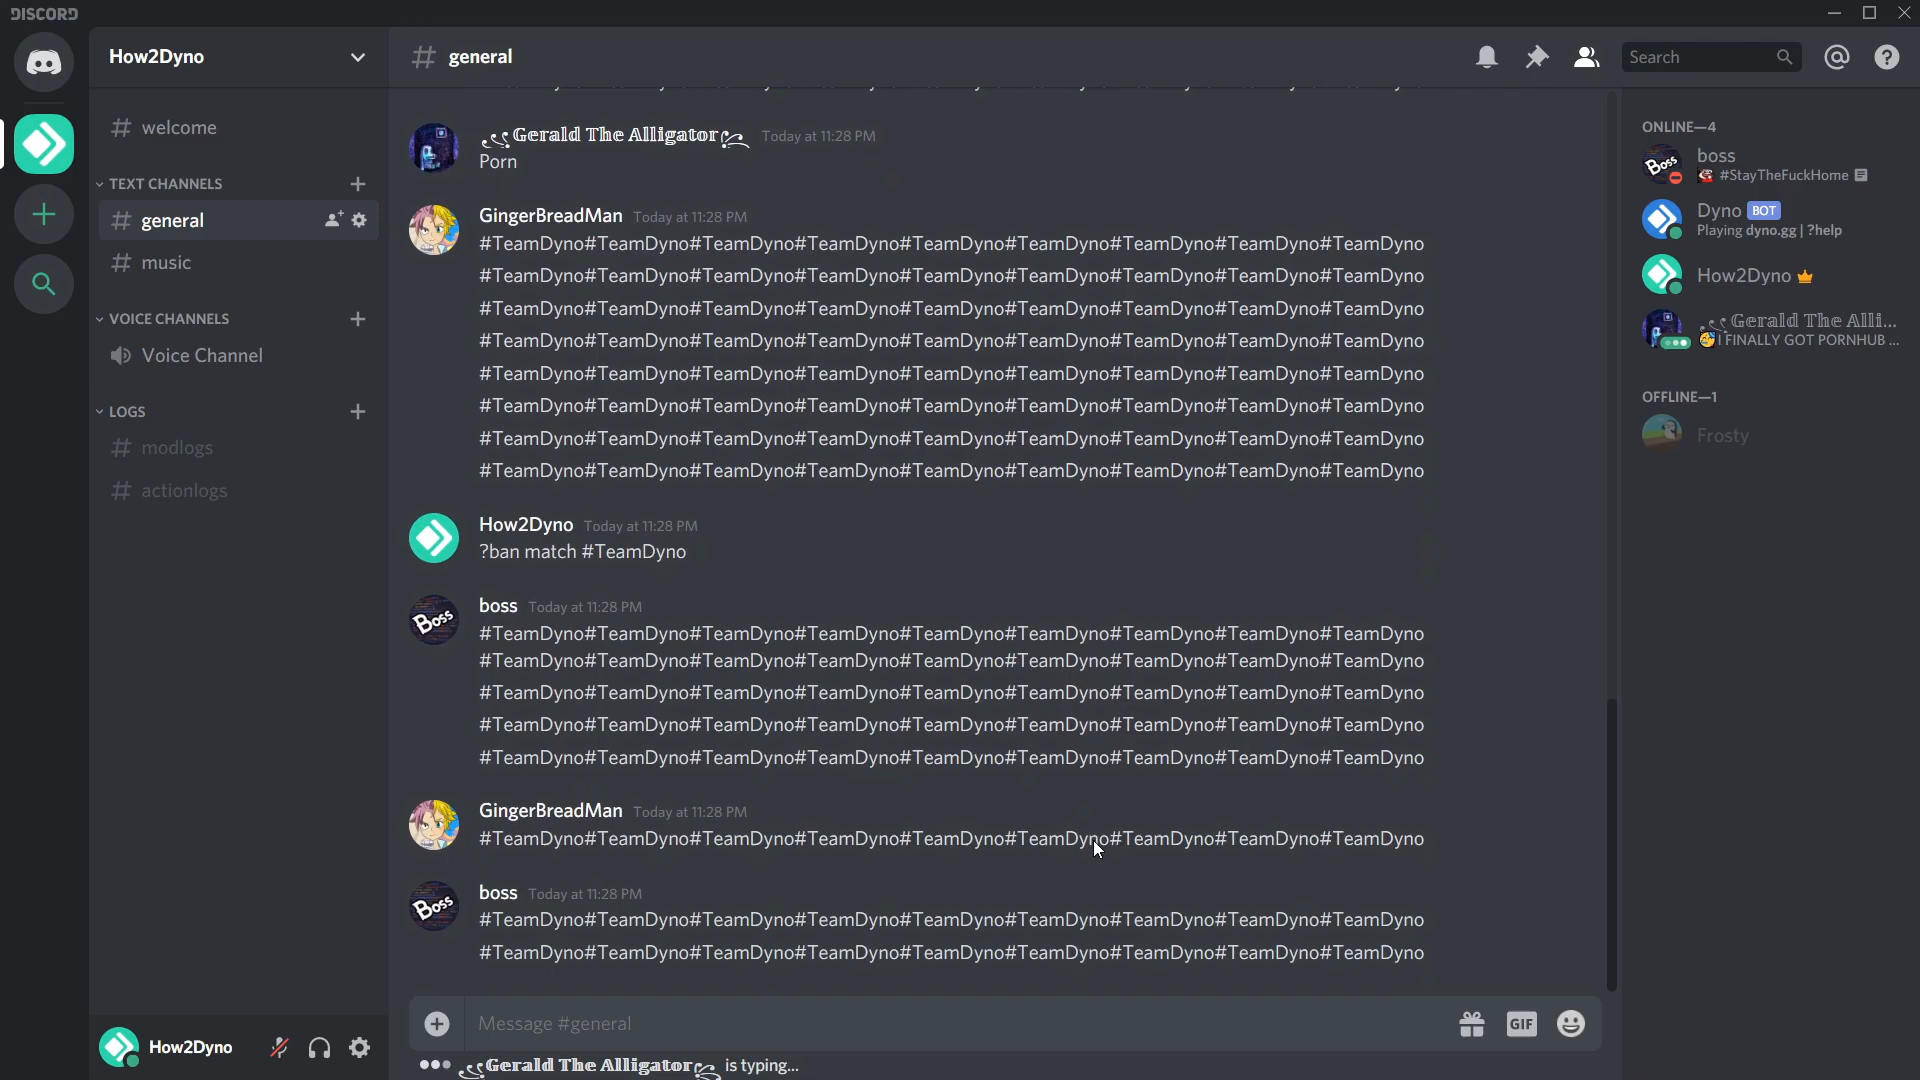 DISCORD
How2Dyno
# general
Search
# welcome
TEXT CHANNELS
# general
# music
VOICE CHANNELS
Voice Channel
LOGS
# modlogs
# actionlogs
How2Dyno
Gerald The Alligator Today at 11:28 PM
Porn
GingerBreadMan Today at 11:28 PM
#TeamDyno#TeamDyno#TeamDyno#TeamDyno#TeamDyno#TeamDyno#TeamDyno#TeamDyno#TeamDyno
#TeamDyno#TeamDyno#TeamDyno#TeamDyno#TeamDyno#TeamDyno#TeamDyno#TeamDyno#TeamDyno
#TeamDyno#TeamDyno#TeamDyno#TeamDyno#TeamDyno#TeamDyno#TeamDyno#TeamDyno#TeamDyno
#TeamDyno#TeamDyno#TeamDyno#TeamDyno#TeamDyno#TeamDyno#TeamDyno#TeamDyno#TeamDyno
#TeamDyno#TeamDyno#TeamDyno#TeamDyno#TeamDyno#TeamDyno#TeamDyno#TeamDyno#TeamDyno
#TeamDyno#TeamDyno#TeamDyno#TeamDyno#TeamDyno#TeamDyno#TeamDyno#TeamDyno#TeamDyno
#TeamDyno#TeamDyno#TeamDyno#TeamDyno#TeamDyno#TeamDyno#TeamDyno#TeamDyno#TeamDyno
#TeamDyno#TeamDyno#TeamDyno#TeamDyno#TeamDyno#TeamDyno#TeamDyno#TeamDyno#TeamDyno
How2Dyno Today at 11:28 PM
?ban match #TeamDyno
boss Today at 11:28 PM
#TeamDyno#TeamDyno#TeamDyno#TeamDyno#TeamDyno#TeamDyno#TeamDyno#TeamDyno#TeamDyno
#TeamDyno#TeamDyno#TeamDyno#TeamDyno#TeamDyno#TeamDyno#TeamDyno#TeamDyno#TeamDyno
#TeamDyno#TeamDyno#TeamDyno#TeamDyno#TeamDyno#TeamDyno#TeamDyno#TeamDyno#TeamDyno
#TeamDyno#TeamDyno#TeamDyno#TeamDyno#TeamDyno#TeamDyno#TeamDyno#TeamDyno#TeamDyno
#TeamDyno#TeamDyno#TeamDyno#TeamDyno#TeamDyno#TeamDyno#TeamDyno#TeamDyno#TeamDyno
GingerBreadMan Today at 11:28 PM
#TeamDyno#TeamDyno#TeamDyno#TeamDyno#TeamDyno#TeamDyno#TeamDyno#TeamDyno#TeamDyno
boss Today at 11:28 PM
#TeamDyno#TeamDyno#TeamDyno#TeamDyno#TeamDyno#TeamDyno#TeamDyno#TeamDyno#TeamDyno
#TeamDyno#TeamDyno#TeamDyno#TeamDyno#TeamDyno#TeamDyno#TeamDyno#TeamDyno#TeamDyno
Message #general
GIF
Gerald The Alligator is typing...
ONLINE—4
boss
#StayTheFuckHome
Dyno BOT
Playing dyno.gg | ?help
How2Dyno
Gerald The Alli...
I FINALLY GOT PORNHUB ...
OFFLINE—1
Frosty
Boss
Boss
Boss